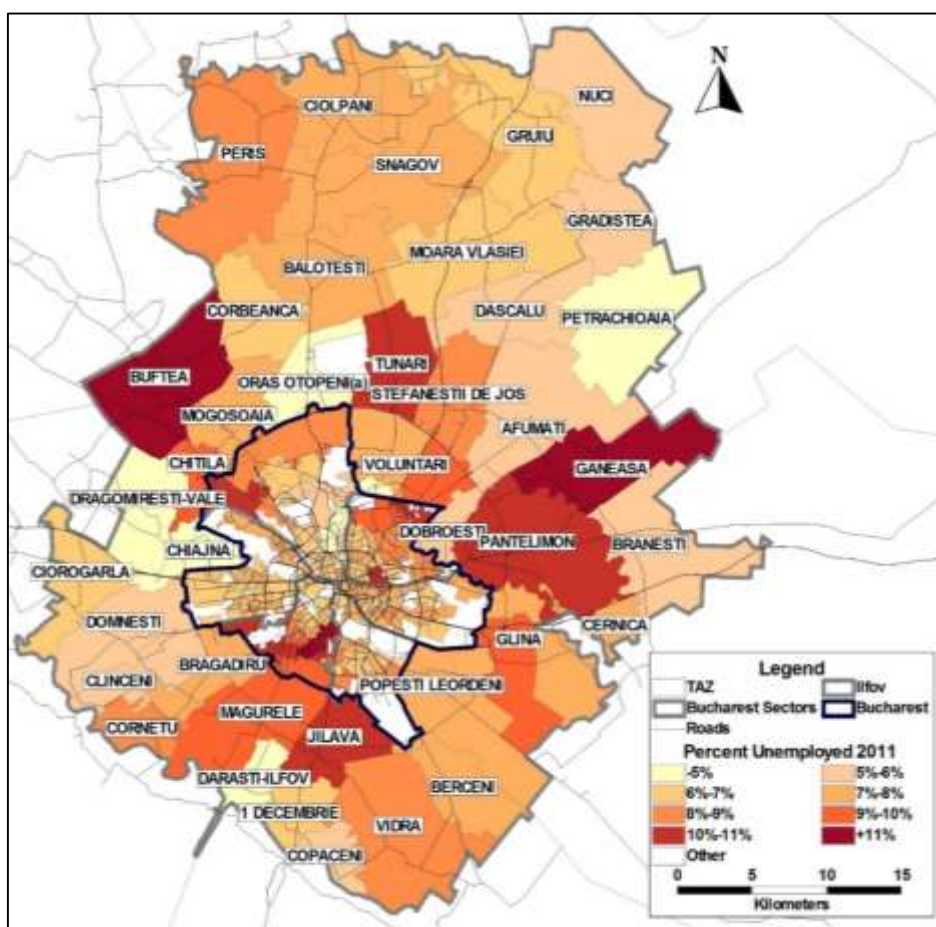 N
NUCI
CIOLPANI
GRUIU
PERIS
SNAGOV
GRADISTEA
MOARA VLASIEI
BALOTESTI
CORBEANCA
DASCALU
PETRACHIOAIA
TUNARI
BUFTEA
ORAS OTOPENI(a)
STEFANESTII DE JOS
MOGOSOAIA
AFUMATI
CHITILA
VOLUNTARI
GANEASA
DRAGOMIRESTI-VALE
DOBROESTI
PANTELIMON
BRANESTI
CHIAJNA
CIOROGARLA
DOMNESTI
CERNICA
GLINA
BRAGADIRU
CLINCENI
POPESTI LEORDENI
MAGURELE
CORNETU
JILAVA
DARASTI-ILFOV
BERCENI
1 DECEMBRIE
VIDRA
COPACENI
Legend
TAZ
Ilfov
Bucharest Sectors
Bucharest
Roads
Percent Unemployed 2011
-5%
5%-6%
6%-7%
7%-8%
8%-9%
9%-10%
10%-11%
+11%
Other
0 5 10 15
Kilometers